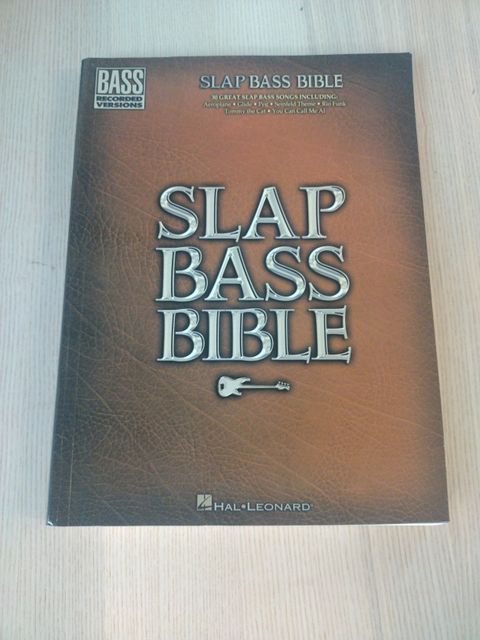 BASS
RECORDED
VERSIONS
SLAP BASS BIBLE
30 GREAT SLAP BASS SONGS INCLUDING:
Aeroplane • Glide • Peg • Seinfeld Theme • Rio Funk
Tommy the Cat • You Can Call Me Al
SLAP
BASS
BIBLE
HAL•LEONARD